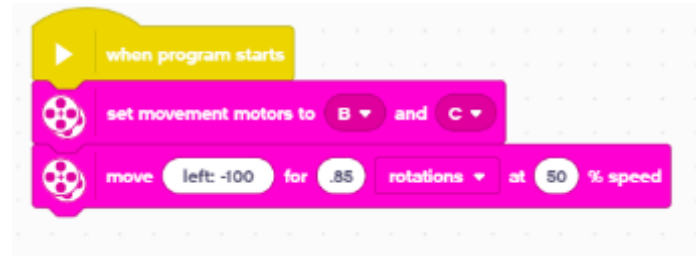 when program starts
set movement motors to B and C
move left: -100 for .85 rotations at 50 % speed